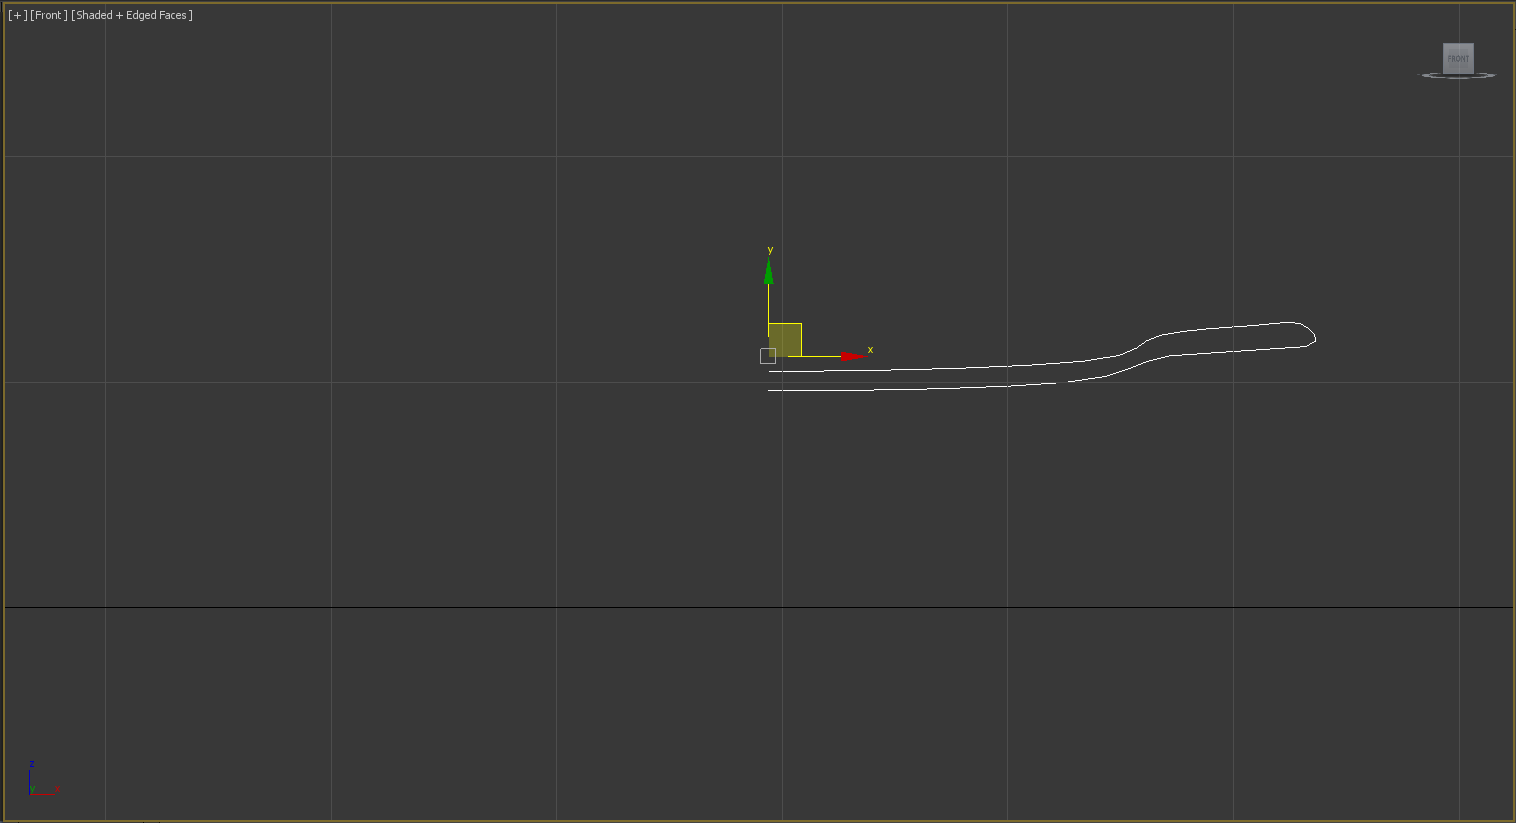 [+] [Front ] [Shaded + Edged Faces ]
FRONT
y
x
z
y x